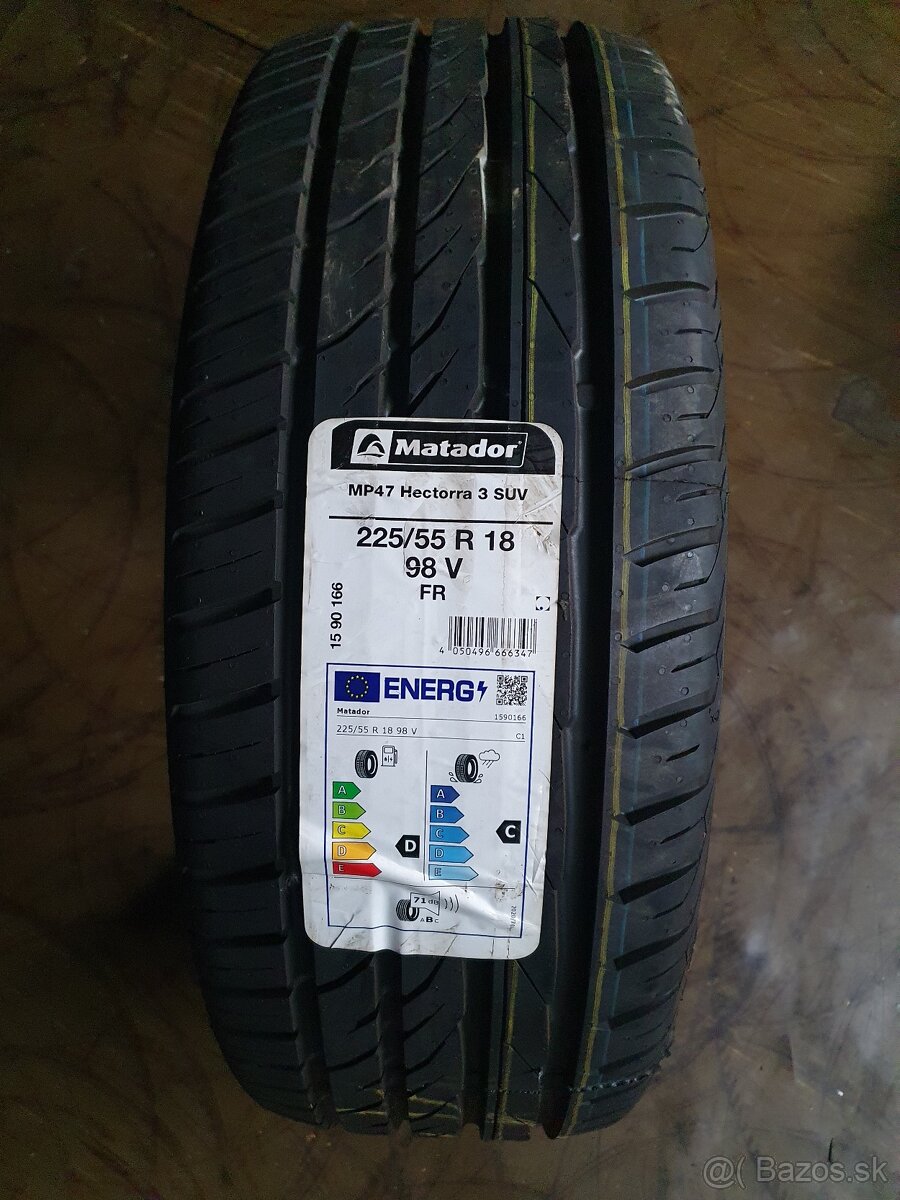 Matador
MP47 Hectorra 3 SUV
225/55 R 18
98 V
FR
15 90 166
4 050496 666347
ENERG
Matador 1590166
225/55 R 18 98 V C1
A A
B B
C C C
D D D
E E
71 dB
ABC
@( Bazos.sk